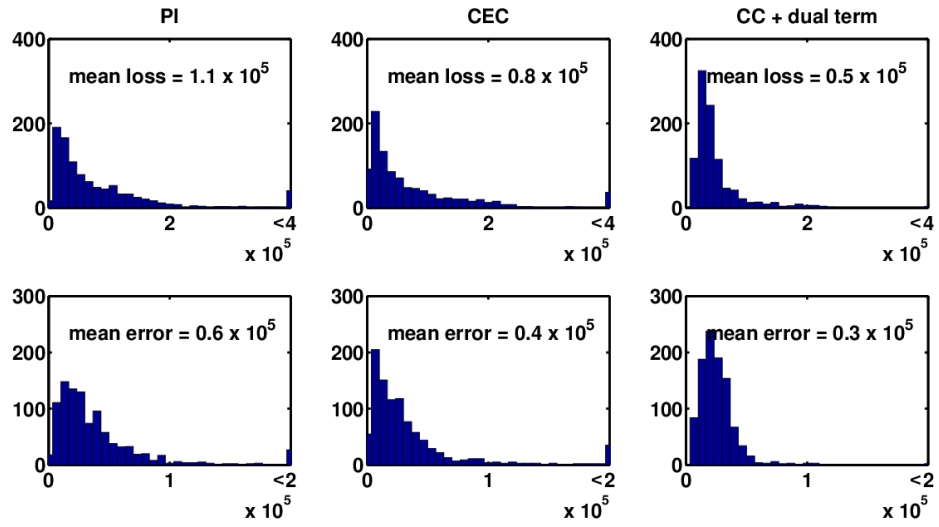 PI
CEC
CC + dual term
400
mean loss = 1.1 x 10^5
200
0
0
2
<4
x 10^5
400
mean loss = 0.8 x 10^5
200
0
0
2
<4
x 10^5
400
mean loss = 0.5 x 10^5
200
0
0
2
<4
x 10^5
300
mean error = 0.6 x 10^5
200
100
0
0
1
<2
x 10^5
300
mean error = 0.4 x 10^5
200
100
0
0
1
<2
x 10^5
300
mean error = 0.3 x 10^5
200
100
0
0
1
<2
x 10^5